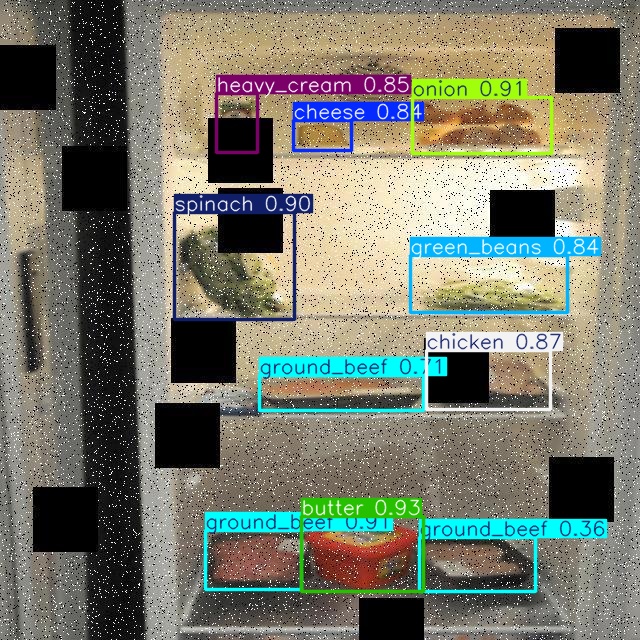 heavy_cream 0.85
onion 0.91
cheese 0.84
spinach 0.90
green_beans 0.84
chicken 0.87
ground_beef 0.71
butter 0.93
ground_beef 0.91
ground_beef 0.36